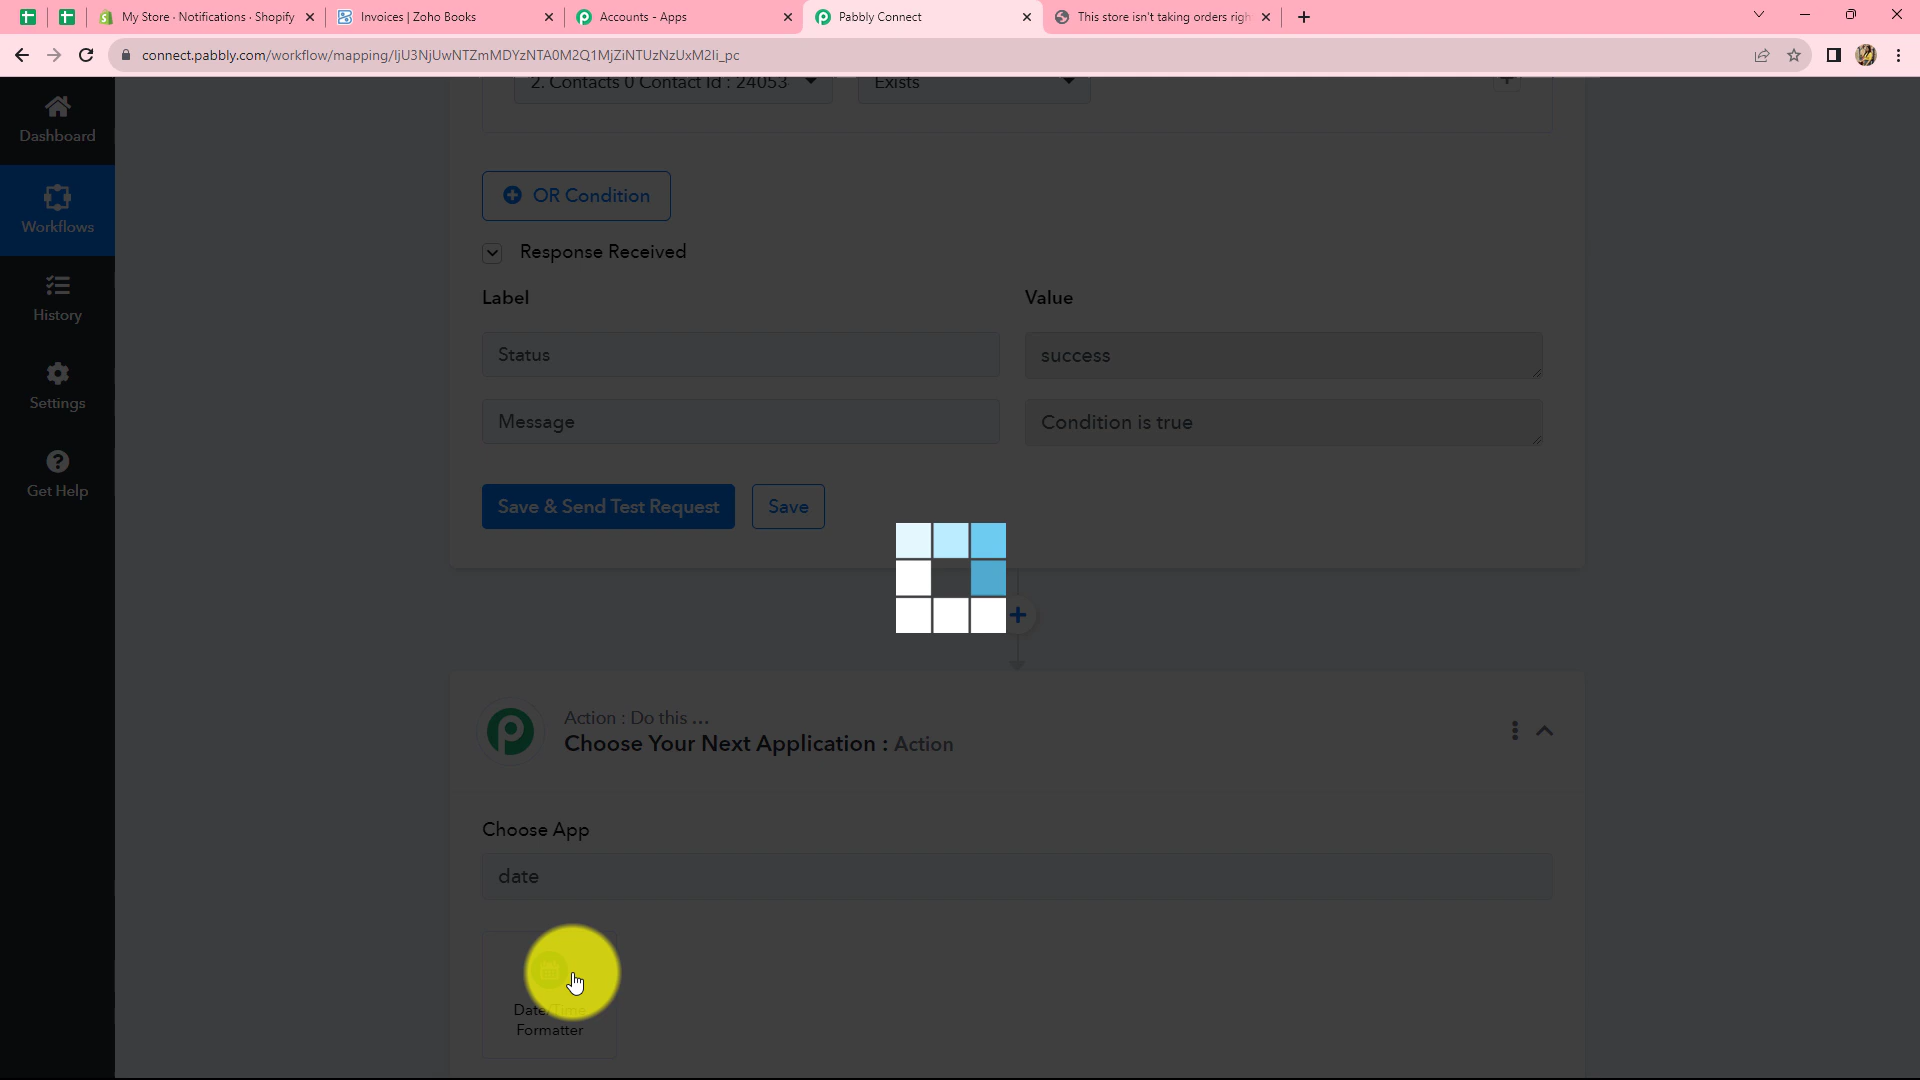 My Store · Notifications · Shopify
Invoices | Zoho Books
Accounts - Apps
Pabbly Connect
This store isn't taking orders righ
connect.pabbly.com/workflow/mapping/IjU3NjUwNTZmMDYzNTA0M2Q1MjZiNTUzNzUxM2Ii_pc
2. Contacts 0 Contact Id : 24053
Exists
Dashboard
Workflows
History
Settings
Get Help
OR Condition
Response Received
Label
Value
Status
success
Message
Condition is true
Save & Send Test Request
Save
Action : Do this ...
Choose Your Next Application : Action
Choose App
date
Date/Time
Formatter